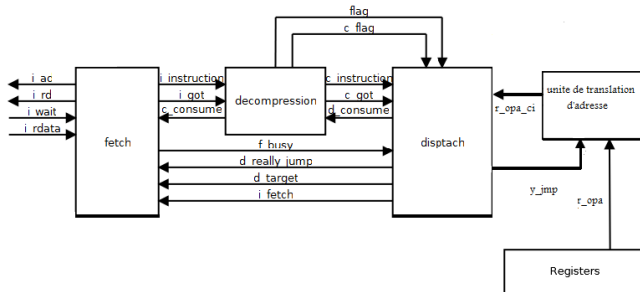 flag
c_flag
i_ac
i_instruction
c_instruction
i_rd
i_got
c_got
i_wait
c_consume
decompression
d_consume
unite de translation
d'adresse
r_opa_ci
i_rdata
fetch
disptach
f_busy
d_really_jump
d_target
y_jmp
i_fetch
r_opa
Registers